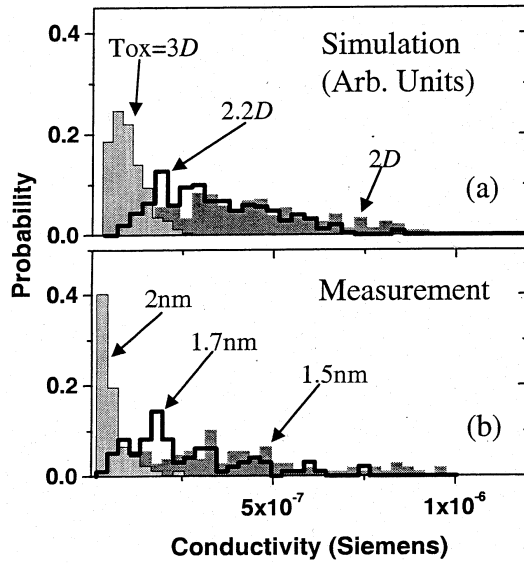 0.4
Tox=3D
Simulation
(Arb. Units)
2.2D
0.2
2D
(a)
0.0
Probability
Measurement
0.4
2nm
1.7nm
0.2
1.5nm
(b)
0.0
5x10⁻⁷
1x10⁻⁶
Conductivity (Siemens)